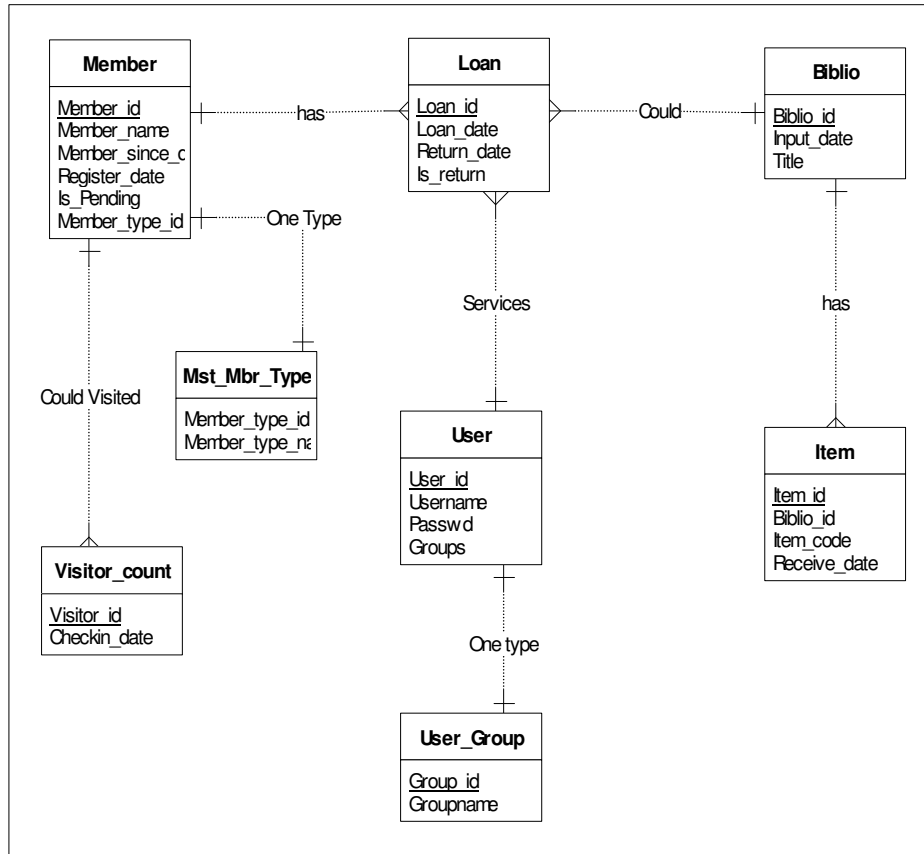 Member
Member_id
Member_name
Member_since_c
Register_date
Is_Pending
Member_type_id
has
Loan
Loan_id
Loan_date
Return_date
Is_return
Could
Biblio
Biblio_id
Input_date
Title
One Type
Services
has
Mst_Mbr_Type
Member_type_id
Member_type_na
Could Visited
User
User_id
Username
Passwd
Groups
Item
Item_id
Biblio_id
Item_code
Receive_date
Visitor_count
Visitor_id
Checkin_date
One type
User_Group
Group_id
Groupname